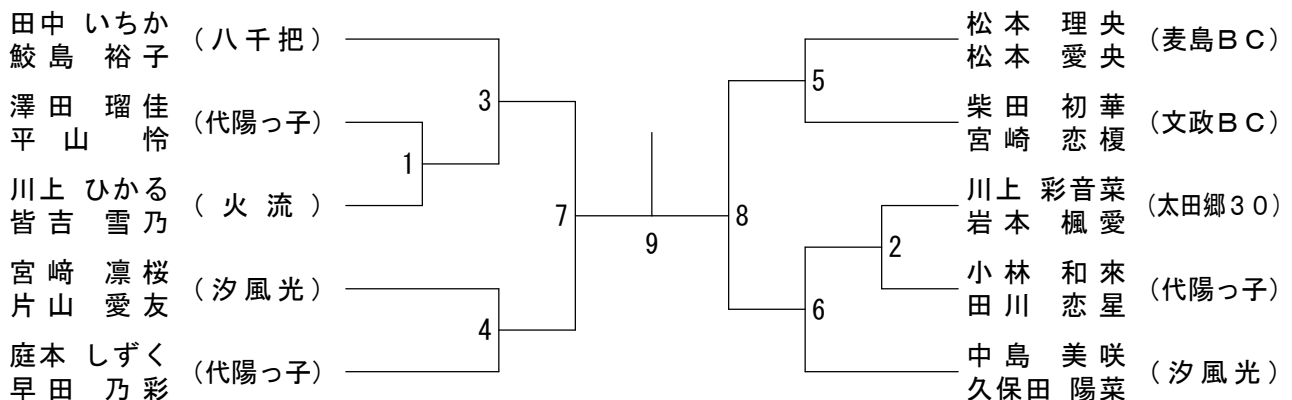 田中 いちか
鮫島 裕子
（八千把）
澤田 瑠佳
平山 怜
（代陽っ子）
川上 ひかる
皆吉 雪乃
（火流）
宮﨑 凛桜
片山 愛友
（汐風光）
庭本 しずく
早田 乃彩
（代陽っ子）
3
1
7
4
9
8
5
2
6
松本 理央
松本 愛央
（麦島ＢＣ）
柴田 初華
宮崎 恋榎
（文政ＢＣ）
川上 彩音菜
岩本 楓愛
（太田郷３０）
小林 和來
田川 恋星
（代陽っ子）
中島 美咲
久保田 陽菜
（汐風光）